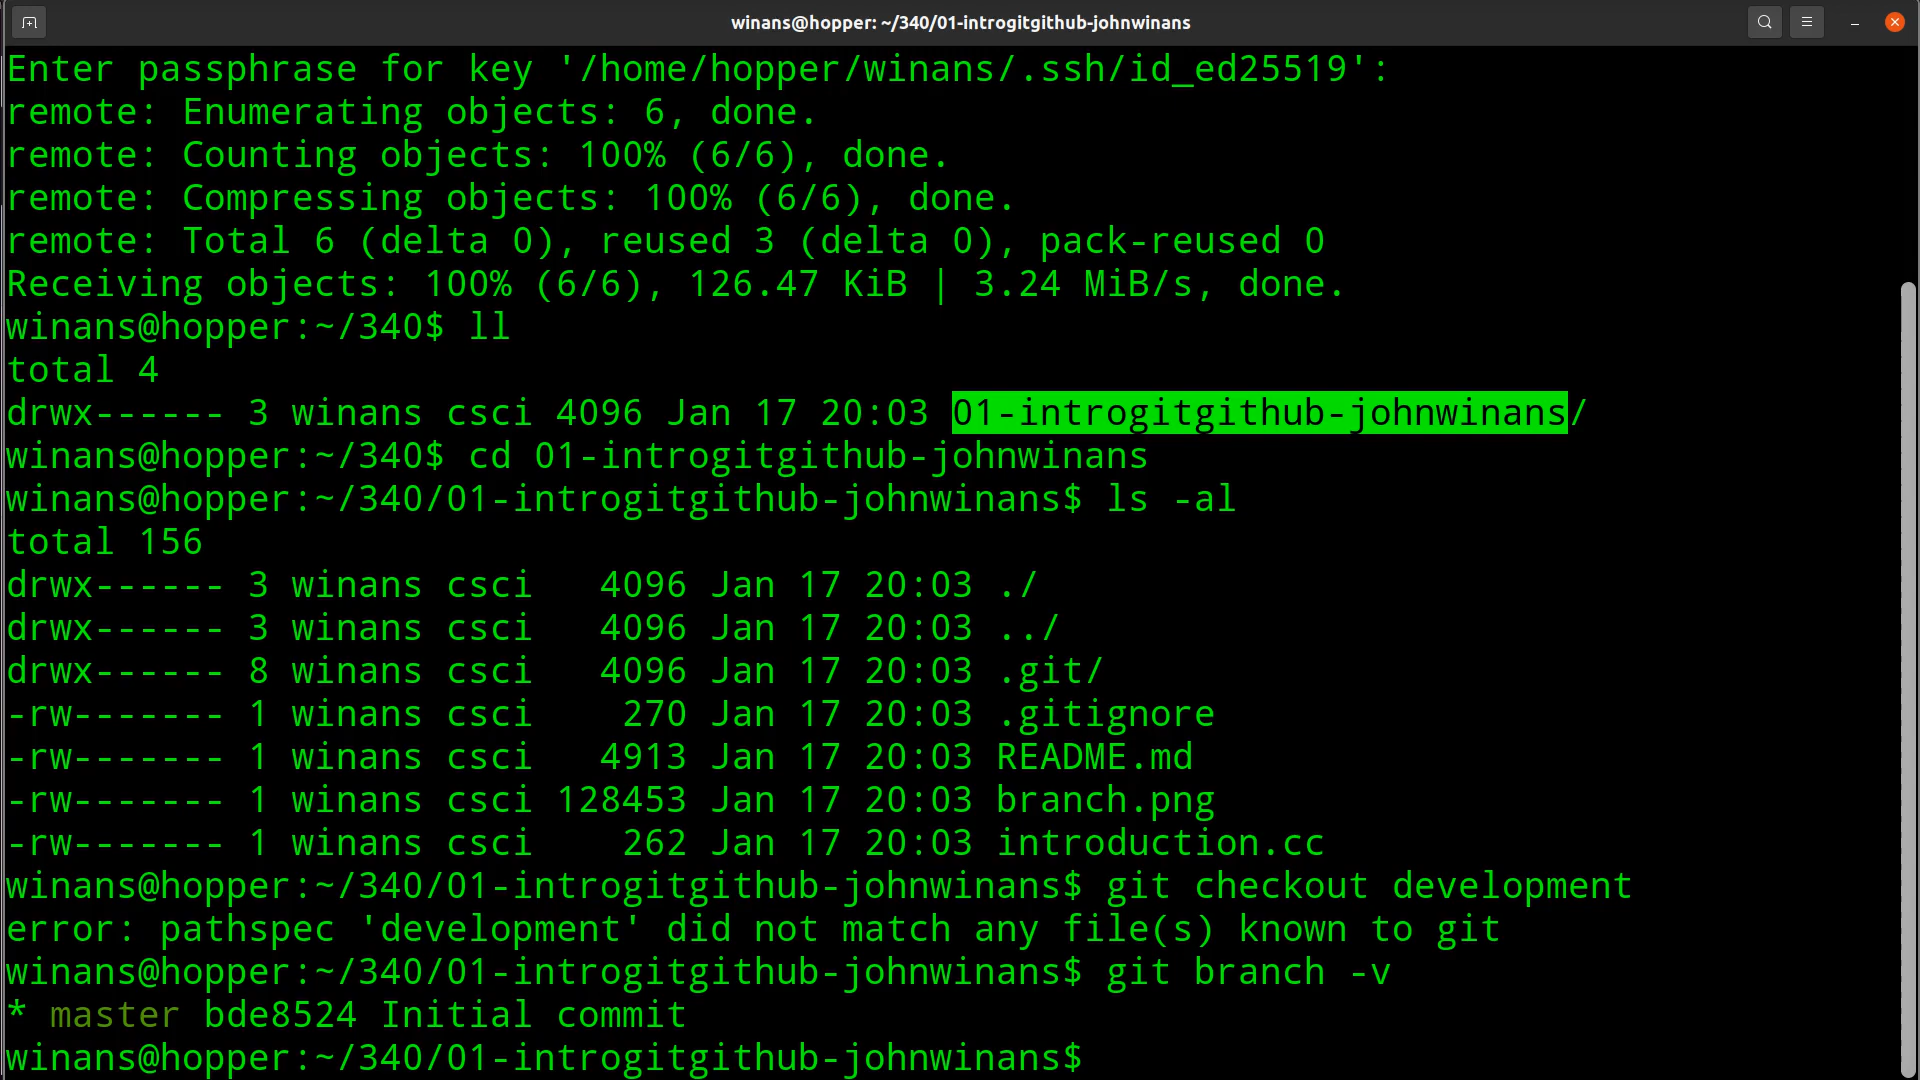 winans@hopper: ~/340/01-introgitgithub-johnwinans
Enter passphrase for key '/home/hopper/winans/.ssh/id_ed25519':
remote: Enumerating objects: 6, done.
remote: Counting objects: 100% (6/6), done.
remote: Compressing objects: 100% (6/6), done.
remote: Total 6 (delta 0), reused 3 (delta 0), pack-reused 0
Receiving objects: 100% (6/6), 126.47 KiB | 3.24 MiB/s, done.
winans@hopper:~/340$ ll
total 4
drwx------ 3 winans csci 4096 Jan 17 20:03 01-introgitgithub-johnwinans/
winans@hopper:~/340$ cd 01-introgitgithub-johnwinans
winans@hopper:~/340/01-introgitgithub-johnwinans$ ls -al
total 156
drwx------ 3 winans csci   4096 Jan 17 20:03 ./
drwx------ 3 winans csci   4096 Jan 17 20:03 ../
drwx------ 8 winans csci   4096 Jan 17 20:03 .git/
-rw------- 1 winans csci    270 Jan 17 20:03 .gitignore
-rw------- 1 winans csci   4913 Jan 17 20:03 README.md
-rw------- 1 winans csci 128453 Jan 17 20:03 branch.png
-rw------- 1 winans csci    262 Jan 17 20:03 introduction.cc
winans@hopper:~/340/01-introgitgithub-johnwinans$ git checkout development
error: pathspec 'development' did not match any file(s) known to git
winans@hopper:~/340/01-introgitgithub-johnwinans$ git branch -v
* master bde8524 Initial commit
winans@hopper:~/340/01-introgitgithub-johnwinans$